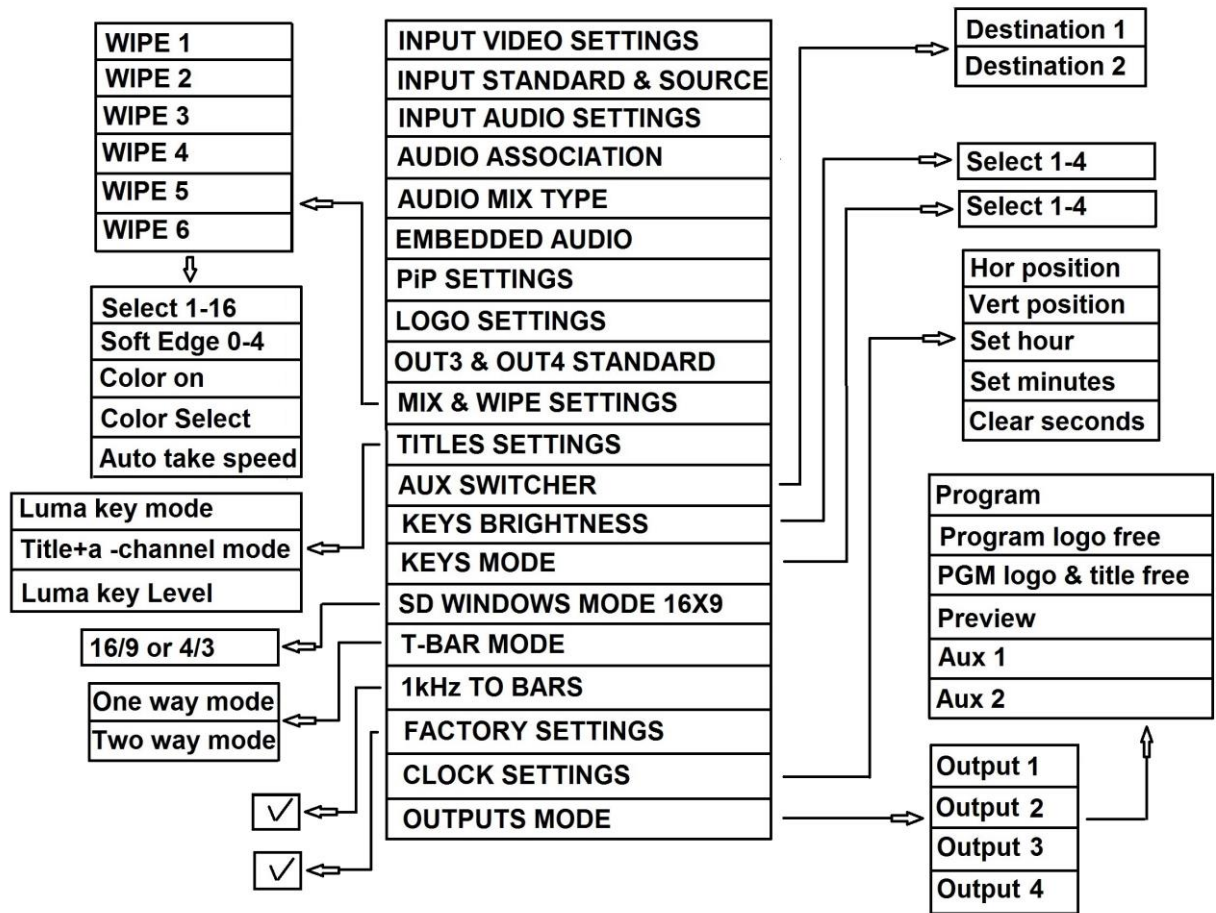 WIPE 1
WIPE 2
WIPE 3
WIPE 4
WIPE 5
WIPE 6
Select 1-16
Soft Edge 0-4
Color on
Color Select
Auto take speed
Luma key mode
Title+a -channel mode
Luma key Level
16/9 or 4/3
One way mode
Two way mode
INPUT VIDEO SETTINGS
INPUT STANDARD & SOURCE
INPUT AUDIO SETTINGS
AUDIO ASSOCIATION
AUDIO MIX TYPE
EMBEDDED AUDIO
PiP SETTINGS
LOGO SETTINGS
OUT3 & OUT4 STANDARD
MIX & WIPE SETTINGS
TITLES SETTINGS
AUX SWITCHER
KEYS BRIGHTNESS
KEYS MODE
SD WINDOWS MODE 16X9
T-BAR MODE
1kHz TO BARS
FACTORY SETTINGS
CLOCK SETTINGS
OUTPUTS MODE
Destination 1
Destination 2
Select 1-4
Select 1-4
Hor position
Vert position
Set hour
Set minutes
Clear seconds
Program
Program logo free
PGM logo & title free
Preview
Aux 1
Aux 2
Output 1
Output 2
Output 3
Output 4